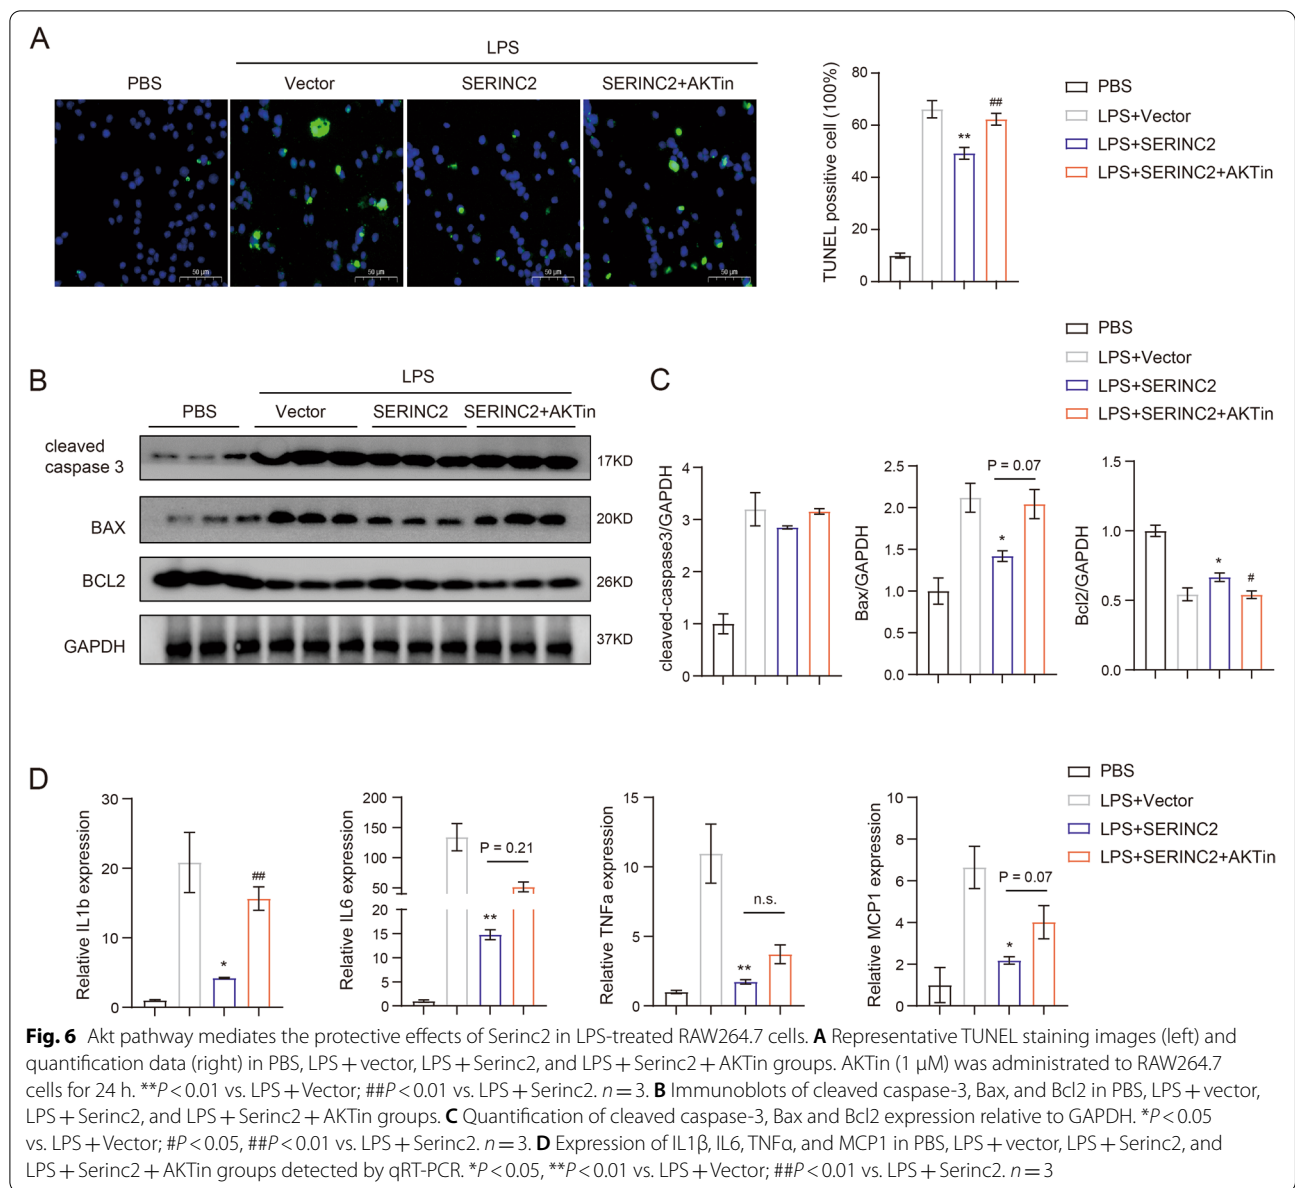 A
LPS
PBS
Vector
SERINC2
SERINC2+AKTin
50 μm
50 μm
50 μm
50 μm
TUNEL positive cell (100%)
80
60
40
20
0
**
##
PBS
LPS+Vector
LPS+SERINC2
LPS+SERINC2+AKTin
B
LPS
PBS
Vector
SERINC2
SERINC2+AKTin
cleaved
caspase 3
17KD
BAX
20KD
BCL2
26KD
GAPDH
37KD
C
PBS
LPS+Vector
LPS+SERINC2
LPS+SERINC2+AKTin
cleaved-caspase3/GAPDH
4
3
2
1
0
Bax/GAPDH
2.5
2.0
1.5
1.0
0.5
0.0
P = 0.07
*
Bcl2/GAPDH
1.5
1.0
0.5
0.0
*
#
D
PBS
LPS+Vector
LPS+SERINC2
LPS+SERINC2+AKTin
Relative IL1b expression
30
20
10
0
*
##
Relative IL6 expression
200
150
100
50
20
15
10
5
0
P = 0.21
**
Relative TNFa expression
15
10
5
0
n.s.
**
Relative MCP1 expression
10
8
6
4
2
0
P = 0.07
*
Fig. 6 Akt pathway mediates the protective effects of Serinc2 in LPS-treated RAW264.7 cells. A Representative TUNEL staining images (left) and
quantification data (right) in PBS, LPS + vector, LPS + Serinc2, and LPS + Serinc2 + AKTin groups. AKTin (1 μM) was administrated to RAW264.7
cells for 24 h. **P < 0.01 vs. LPS + Vector; ##P < 0.01 vs. LPS + Serinc2. n = 3. B Immunoblots of cleaved caspase-3, Bax, and Bcl2 in PBS, LPS + vector,
LPS + Serinc2, and LPS + Serinc2 + AKTin groups. C Quantification of cleaved caspase-3, Bax and Bcl2 expression relative to GAPDH. *P < 0.05
vs. LPS + Vector; #P < 0.05, ##P < 0.01 vs. LPS + Serinc2. n = 3. D Expression of IL1β, IL6, TNFα, and MCP1 in PBS, LPS + vector, LPS + Serinc2, and
LPS + Serinc2 + AKTin groups detected by qRT-PCR. *P < 0.05, **P < 0.01 vs. LPS + Vector; ##P < 0.01 vs. LPS + Serinc2. n = 3